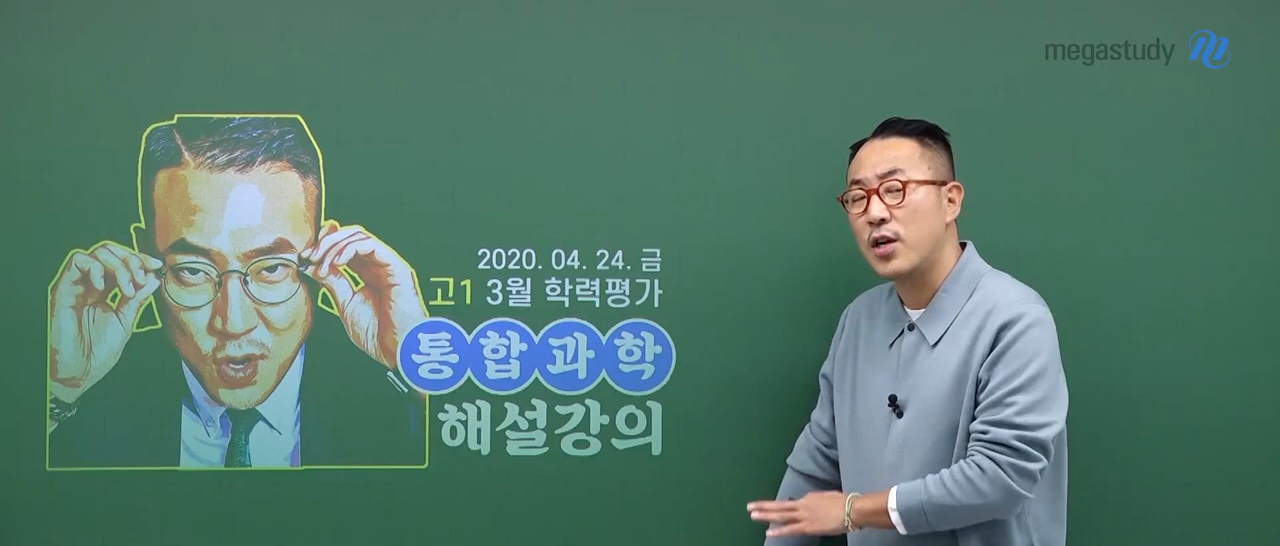 megastudy
2020. 04. 24. 금
고1 3월 학력평가
통합과학
해설강의